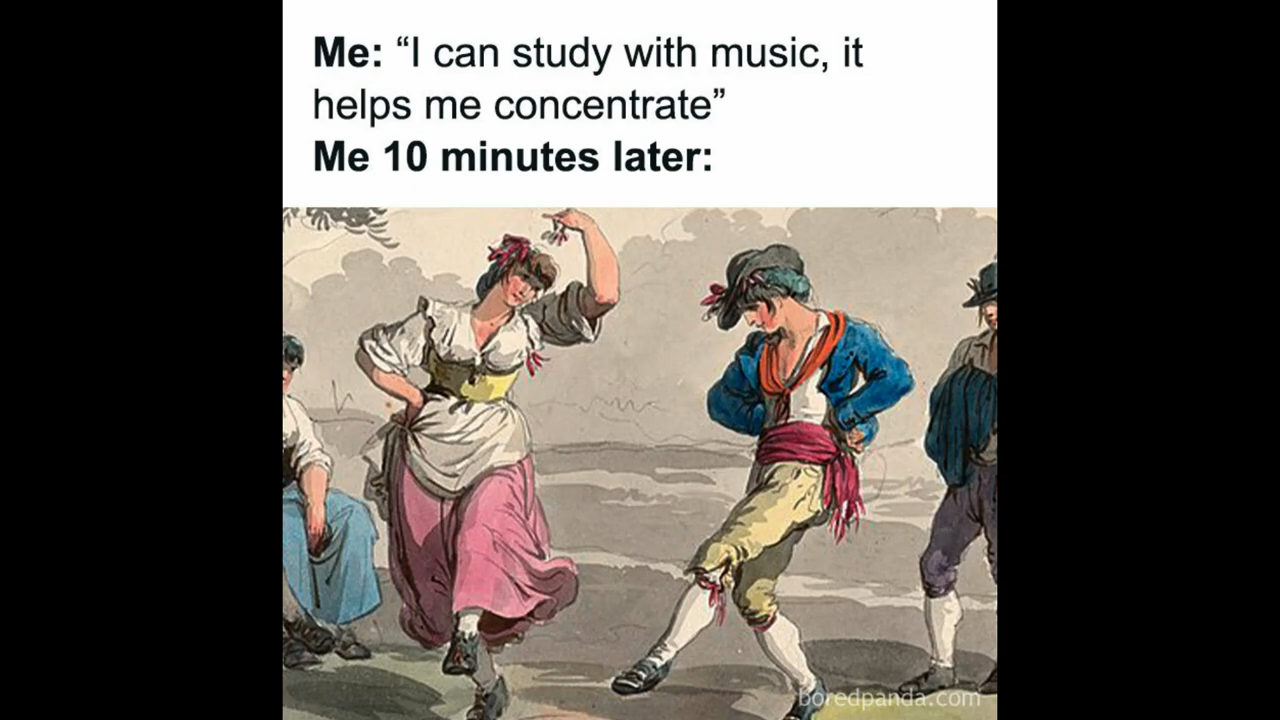 Me: “I can study with music, it
helps me concentrate”
Me 10 minutes later:
boredpanda.com